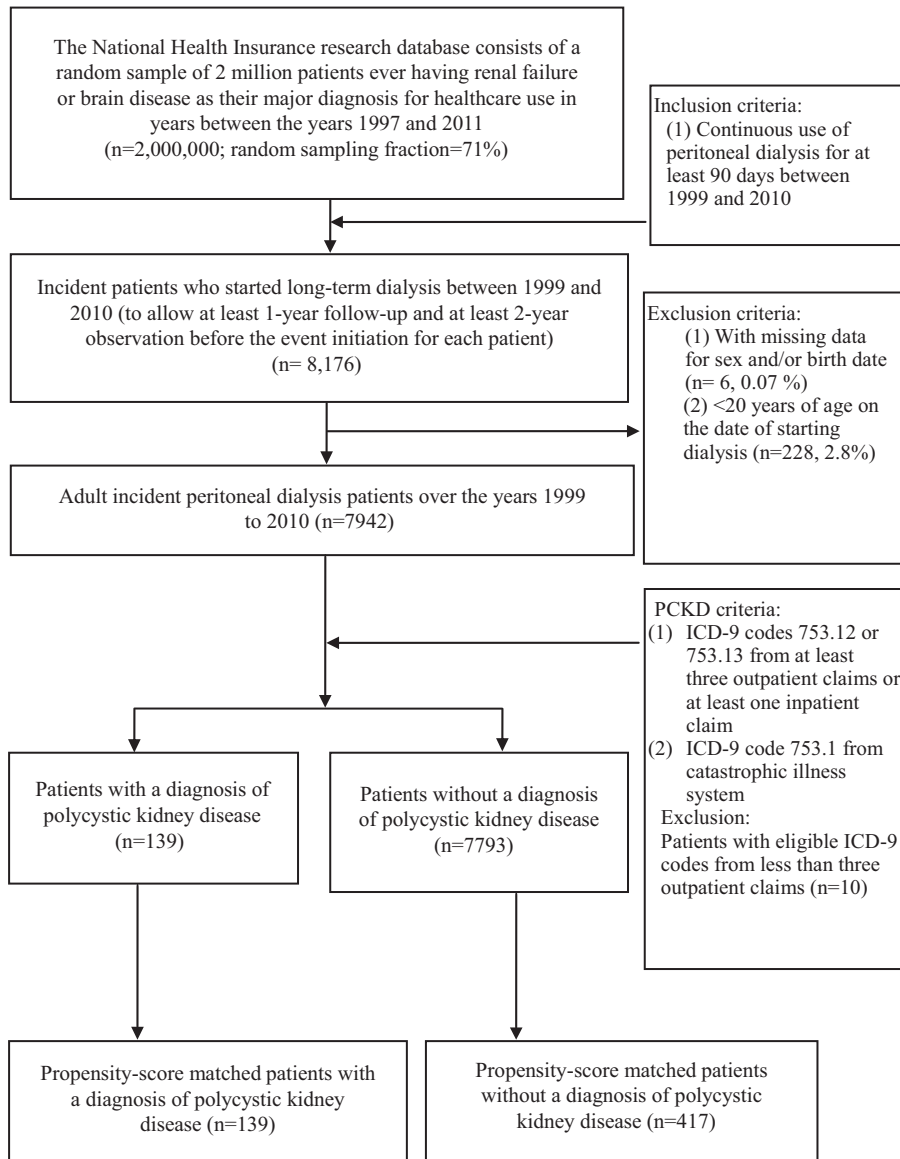 The National Health Insurance research database consists of a
random sample of 2 million patients ever having renal failure
or brain disease as their major diagnosis for healthcare use in
years between the years 1997 and 2011
(n=2,000,000; random sampling fraction=71%)
Inclusion criteria:
(1) Continuous use of
peritoneal dialysis for at
least 90 days between
1999 and 2010
Incident patients who started long-term dialysis between 1999 and
2010 (to allow at least 1-year follow-up and at least 2-year
observation before the event initiation for each patient)
(n= 8,176)
Exclusion criteria:
(1) With missing data
for sex and/or birth date
(n= 6, 0.07 %)
(2) <20 years of age on
the date of starting
dialysis (n=228, 2.8%)
Adult incident peritoneal dialysis patients over the years 1999
to 2010 (n=7942)
PCKD criteria:
(1) ICD-9 codes 753.12 or
753.13 from at least
three outpatient claims or
at least one inpatient
claim
(2) ICD-9 code 753.1 from
catastrophic illness
system
Exclusion:
Patients with eligible ICD-9
codes from less than three
outpatient claims (n=10)
Patients with a diagnosis of
polycystic kidney disease
(n=139)
Patients without a diagnosis
of polycystic kidney disease
(n=7793)
Propensity-score matched patients with
a diagnosis of polycystic kidney
disease (n=139)
Propensity-score matched patients
without a diagnosis of polycystic
kidney disease (n=417)